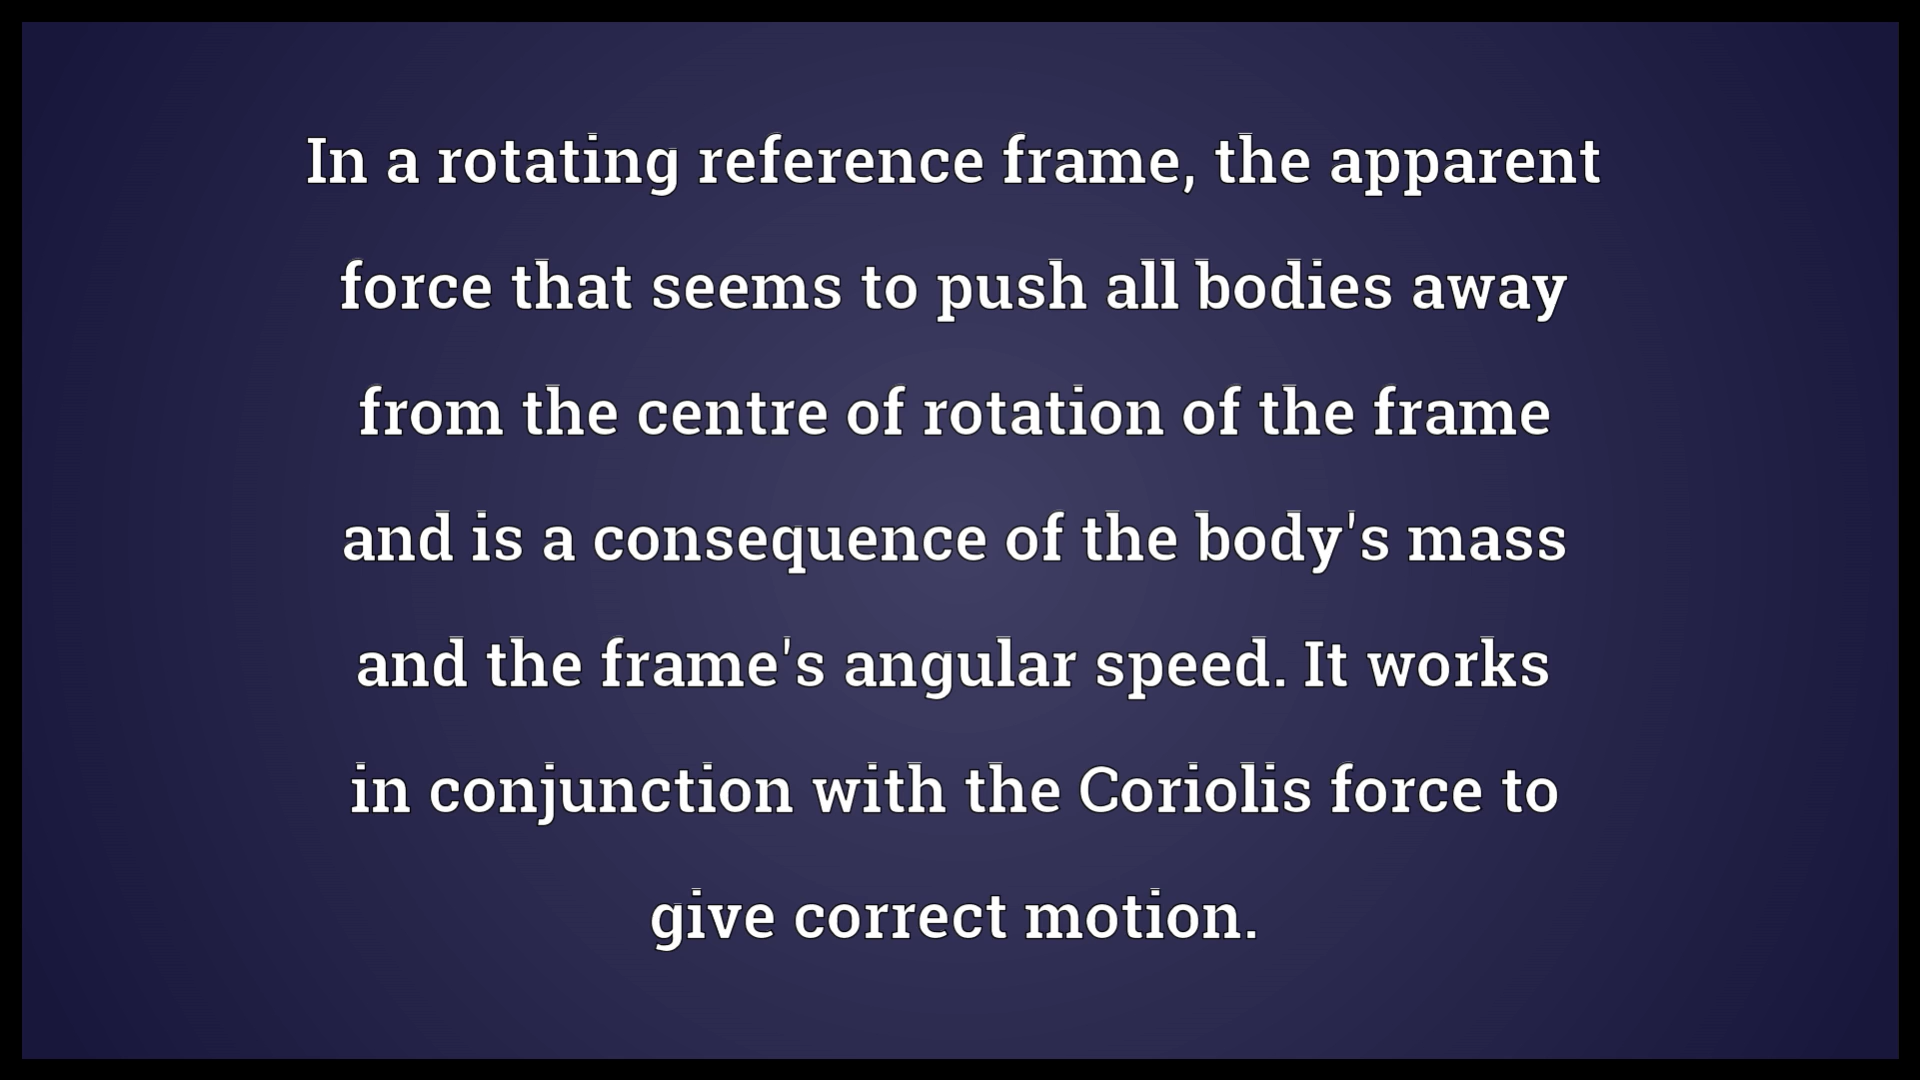 In a rotating reference frame, the apparent
force that seems to push all bodies away
from the centre of rotation of the frame
and is a consequence of the body's mass
and the frame's angular speed. It works
in conjunction with the Coriolis force to
give correct motion.